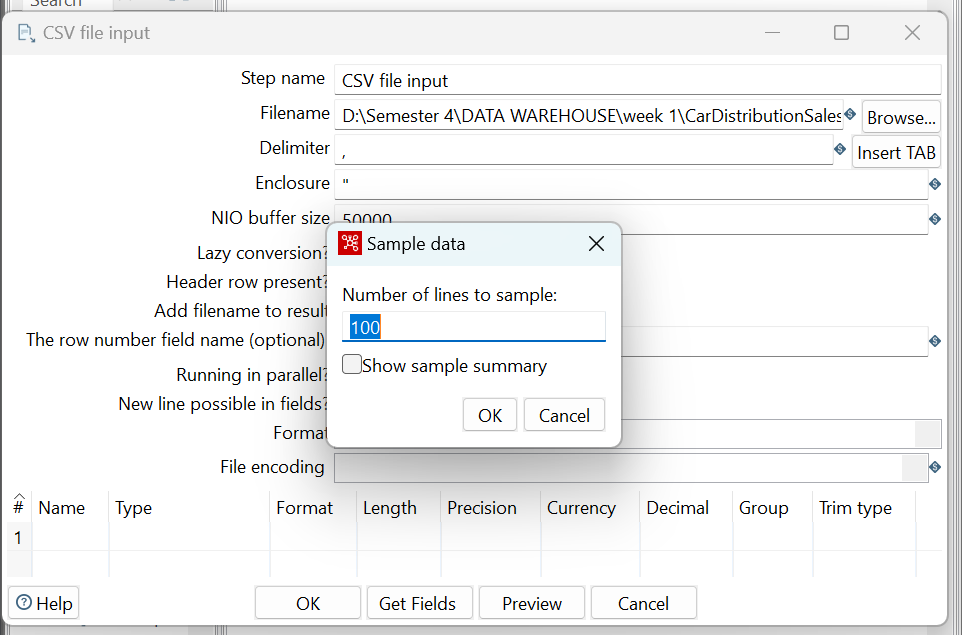 Search
CSV file input
Step name CSV file input
Filename D:\Semester 4\DATA WAREHOUSE\week 1\CarDistributionSales Browse...
Delimiter , Insert TAB
Enclosure "
NIO buffer size 50000
Sample data
Lazy conversion?
Header row present?
Number of lines to sample:
Add filename to result
100
The row number field name (optional)
Show sample summary
Running in parallel?
New line possible in fields?
OK Cancel
Format
File encoding
# Name Type Format Length Precision Currency Decimal Group Trim type
1
Help OK Get Fields Preview Cancel